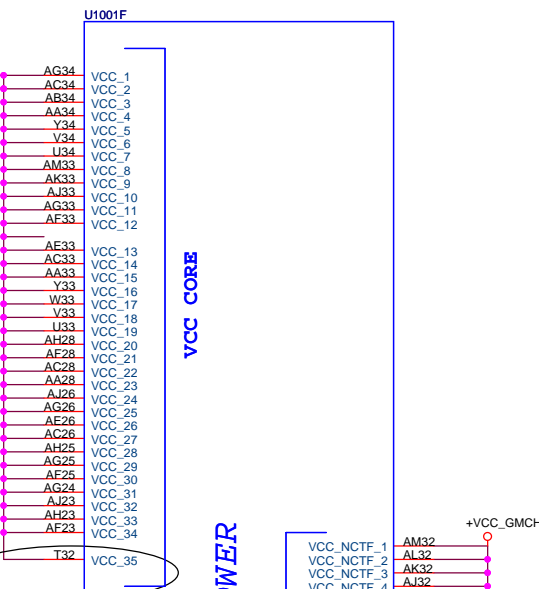 U1001F
AG34 VCC_1
AC34 VCC_2
AB34 VCC_3
AA34 VCC_4
Y34 VCC_5
V34 VCC_6
U34 VCC_7
AM33 VCC_8
AK33 VCC_9
AJ33 VCC_10
AG33 VCC_11
AF33 VCC_12
AE33 VCC_13
AC33 VCC_14
AA33 VCC_15
Y33 VCC_16
W33 VCC_17
V33 VCC_18
U33 VCC_19
AH28 VCC_20
AF28 VCC_21
AC28 VCC_22
AA28 VCC_23
AJ26 VCC_24
AG26 VCC_25
AE26 VCC_26
AC26 VCC_27
AH25 VCC_28
AG25 VCC_29
AF25 VCC_30
AG24 VCC_31
AJ23 VCC_32
AH23 VCC_33
AF23 VCC_34
T32 VCC_35
VCC CORE
OWER
+VCC_GMCH
VCC_NCTF_1 AM32
VCC_NCTF_2 AL32
VCC_NCTF_3 AK32
VCC_NCTF_4 AJ32